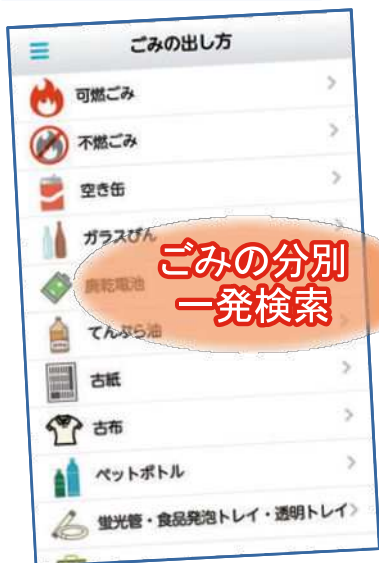 ごみの出し方
可燃ごみ
不燃ごみ
空き缶
ガラスびん
廃乾電池
てんぷら油
ごみの分別
一発検索
古紙
古布
ペットボトル
蛍光管・食品発泡トレイ・透明トレイ